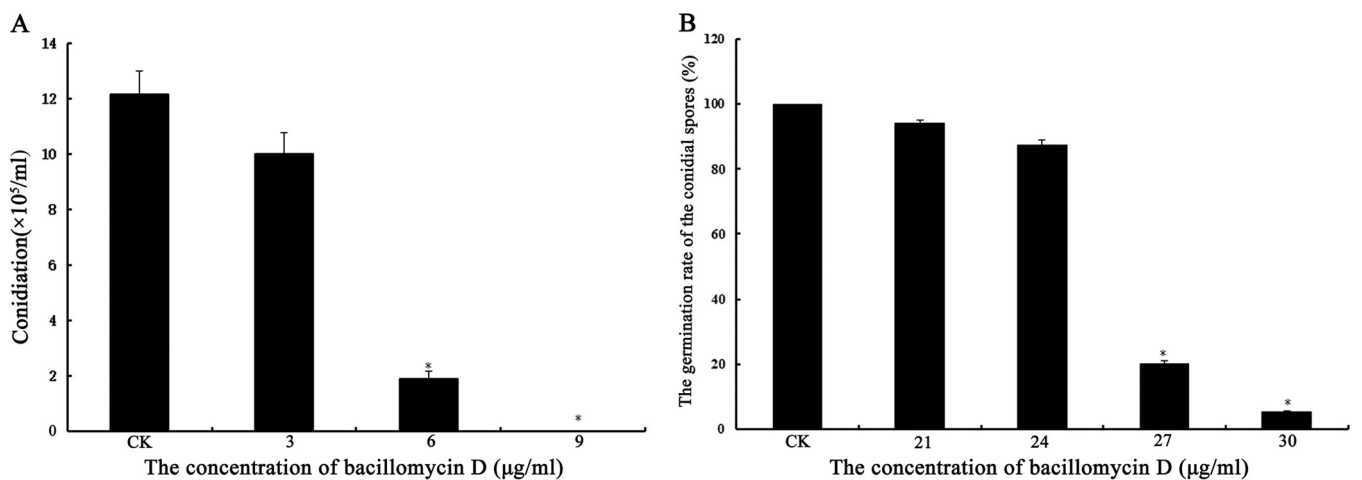 A
Conidiation(×10⁵/ml)
14
12
10
8
6
4
2
0
*
*
CK 3 6 9
The concentration of bacillomycin D (μg/ml)
B
The germination rate of the conidial spores (%)
120
100
80
60
40
20
0
*
*
CK 21 24 27 30
The concentration of bacillomycin D (μg/ml)